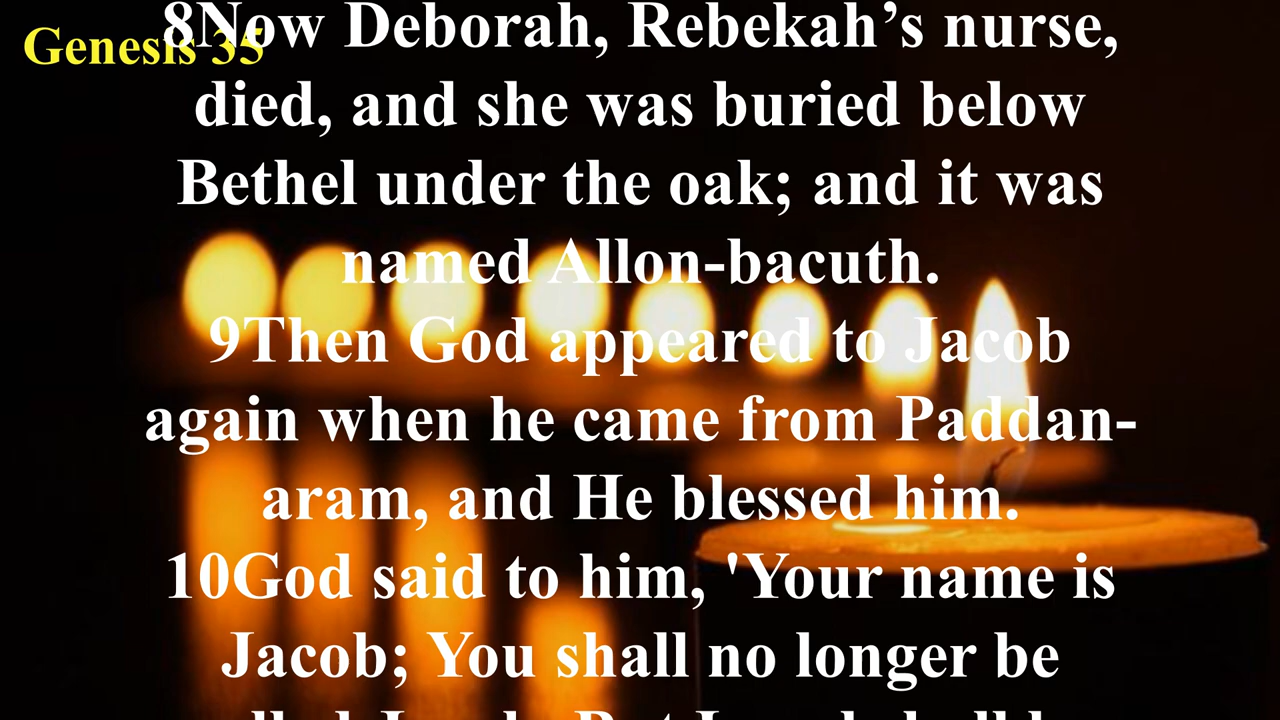 Genesis 35
8Now Deborah, Rebekah’s nurse,
died, and she was buried below
Bethel under the oak; and it was
named Allon-bacuth.
9Then God appeared to Jacob
again when he came from Paddan-
aram, and He blessed him.
10God said to him, 'Your name is
Jacob; You shall no longer be